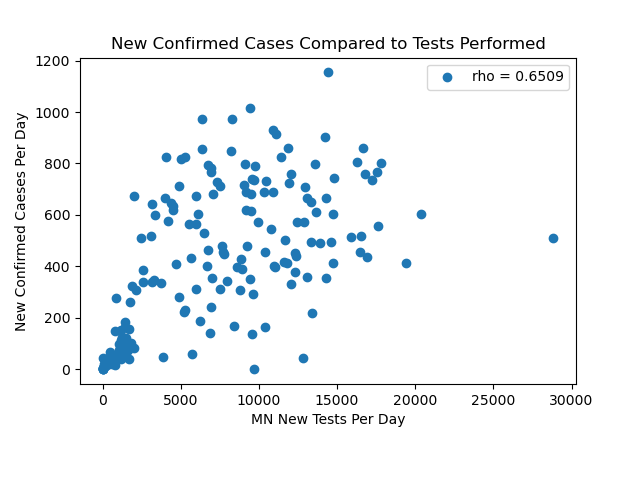 New Confirmed Cases Compared to Tests Performed
rho = 0.6509
1200
1000
800
600
400
200
0
New Confirmed Caeses Per Day
0 5000 10000 15000 20000 25000 30000
MN New Tests Per Day